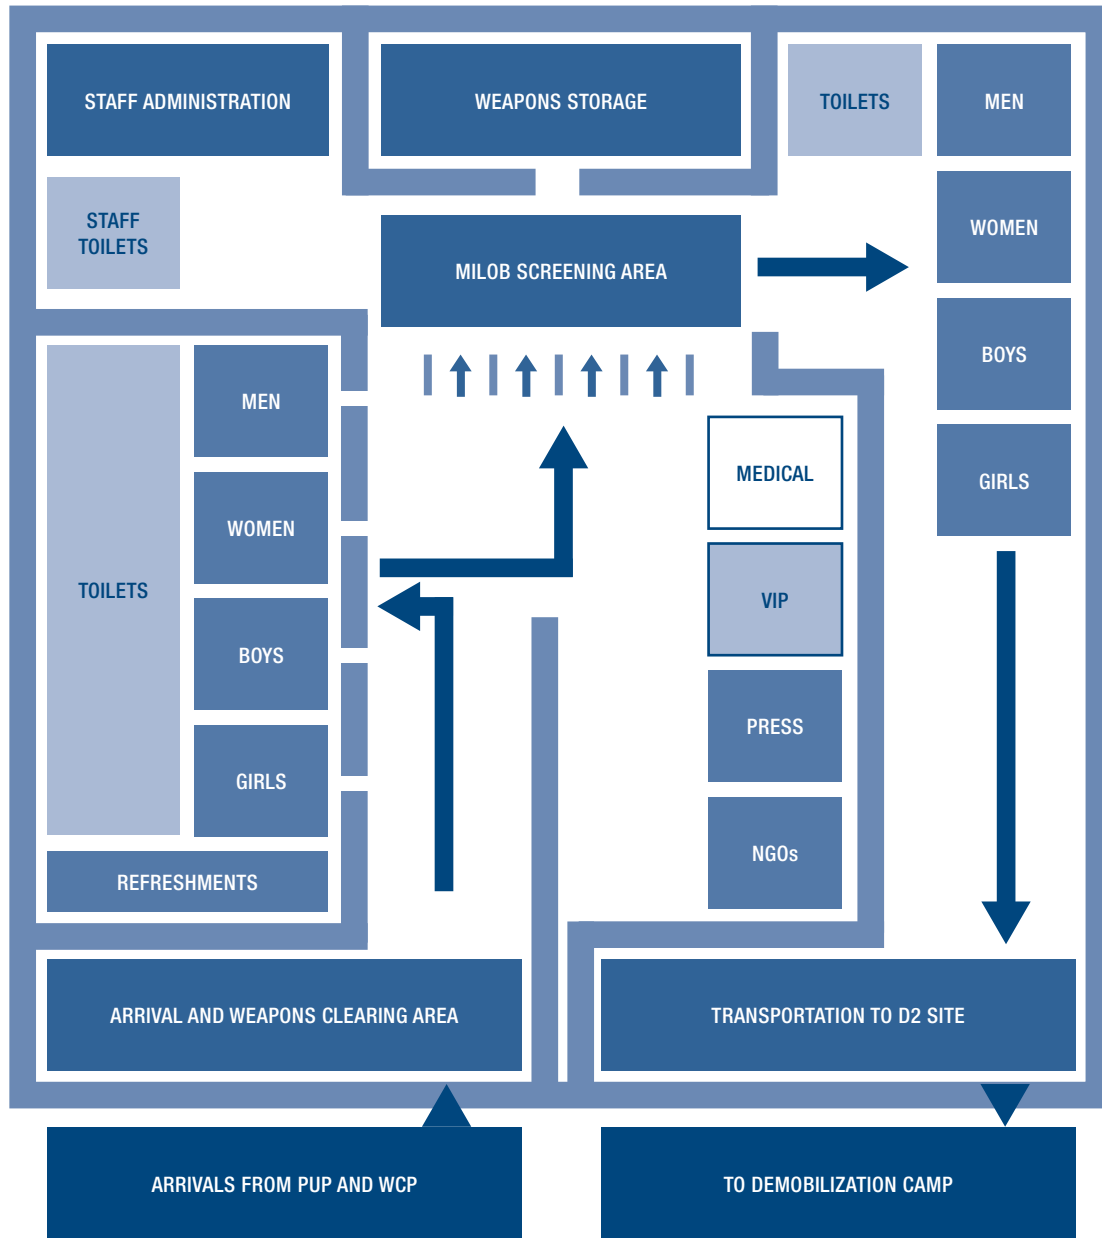 STAFF ADMINISTRATION
WEAPONS STORAGE
TOILETS
MEN
STAFF
TOILETS
WOMEN
MILOB SCREENING AREA
BOYS
GIRLS
MEN
WOMEN
BOYS
GIRLS
TOILETS
REFRESHMENTS
MEDICAL
VIP
PRESS
NGOs
ARRIVAL AND WEAPONS CLEARING AREA
TRANSPORTATION TO D2 SITE
ARRIVALS FROM PUP AND WCP
TO DEMOBILIZATION CAMP